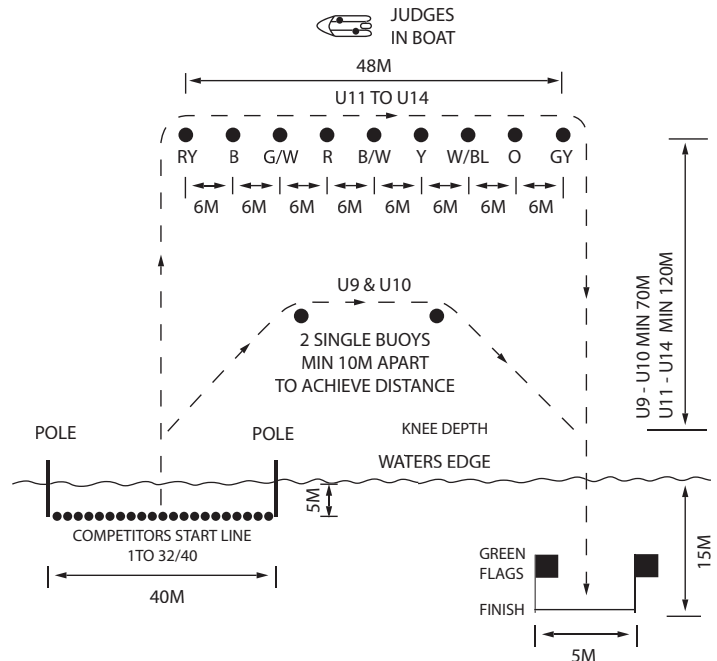 JUDGES
IN BOAT
48M
U11 TO U14
RY B G/W R B/W Y W/BL O GY
6M 6M 6M 6M 6M 6M 6M 6M
U9 & U10
2 SINGLE BUOYS
MIN 10M APART
TO ACHIEVE DISTANCE
U9 - U10 MIN 70M
U11 - U14 MIN 120M
POLE
POLE
KNEE DEPTH
WATERS EDGE
5M
COMPETITORS START LINE
1TO 32/40
40M
GREEN
FLAGS
FINISH
15M
5M